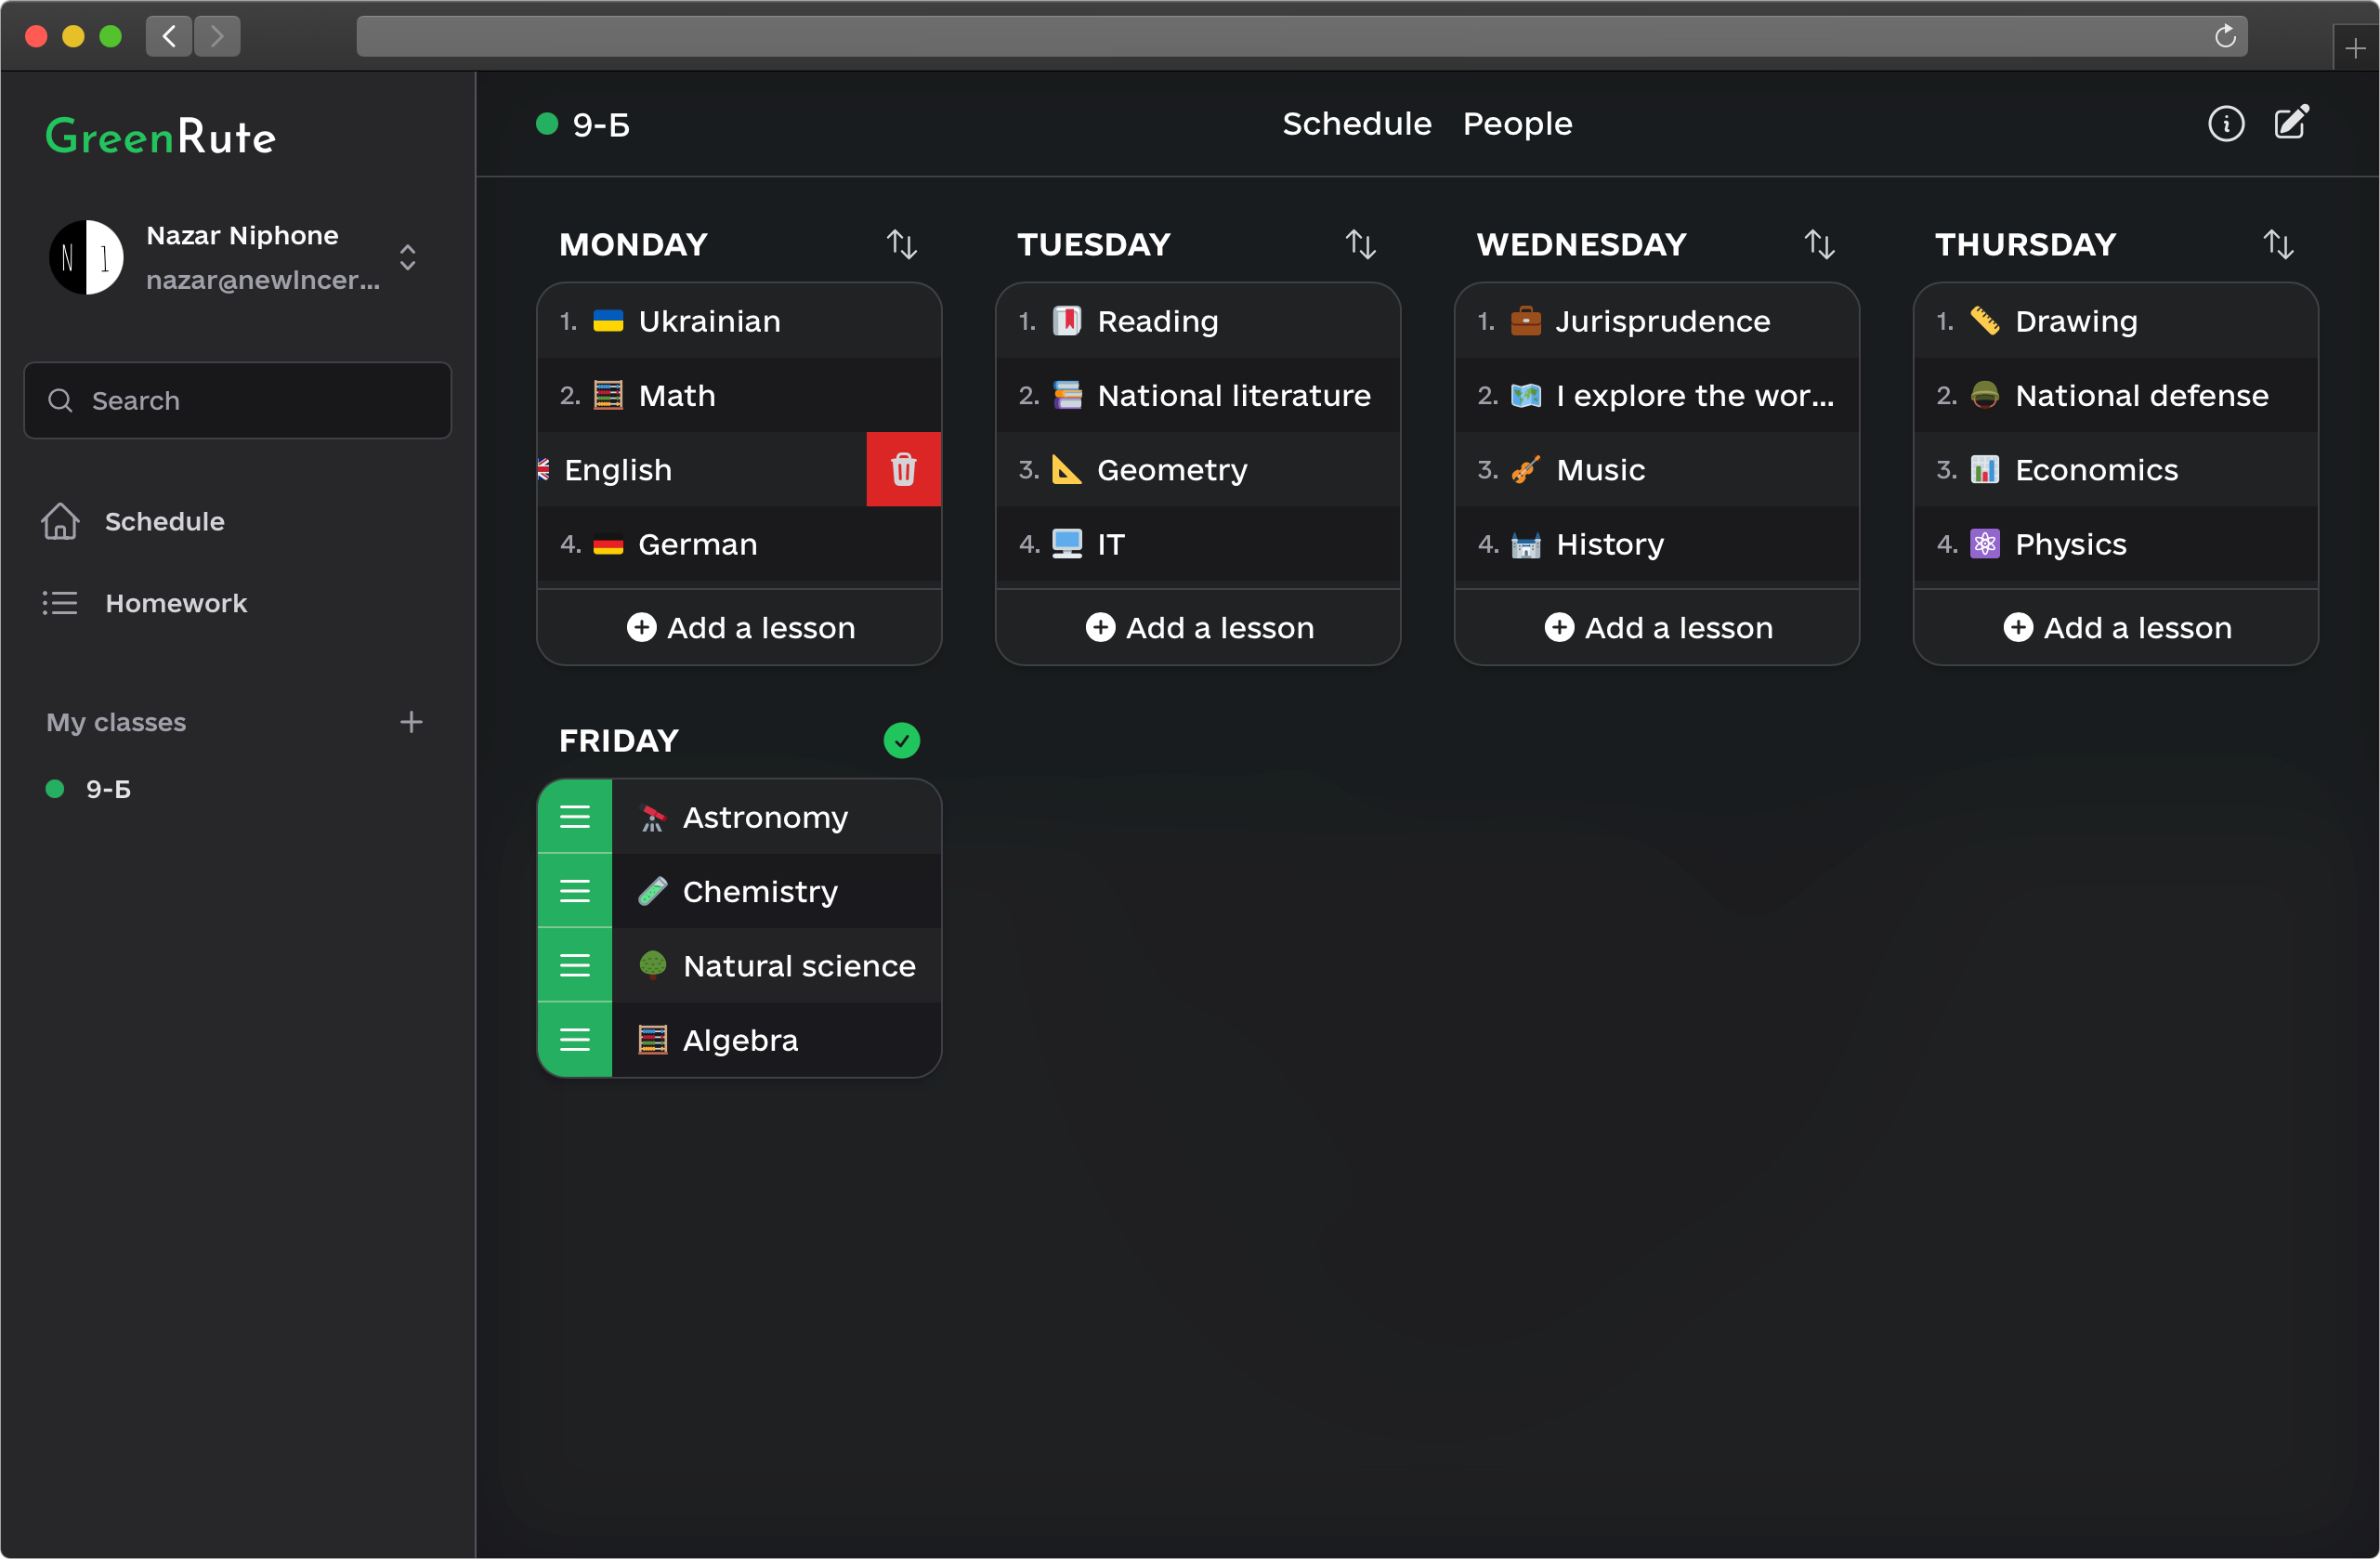 GreenRute
N 1
Nazar Niphone
nazar@newlncer...
Search
Schedule
Homework
My classes
9-Б
9-Б
Schedule People
MONDAY
1. Ukrainian
2. Math
English
4. German
Add a lesson
TUESDAY
1. Reading
2. National literature
3. Geometry
4. IT
Add a lesson
WEDNESDAY
1. Jurisprudence
2. I explore the wor...
3. Music
4. History
Add a lesson
THURSDAY
1. Drawing
2. National defense
3. Economics
4. Physics
Add a lesson
FRIDAY
Astronomy
Chemistry
Natural science
Algebra